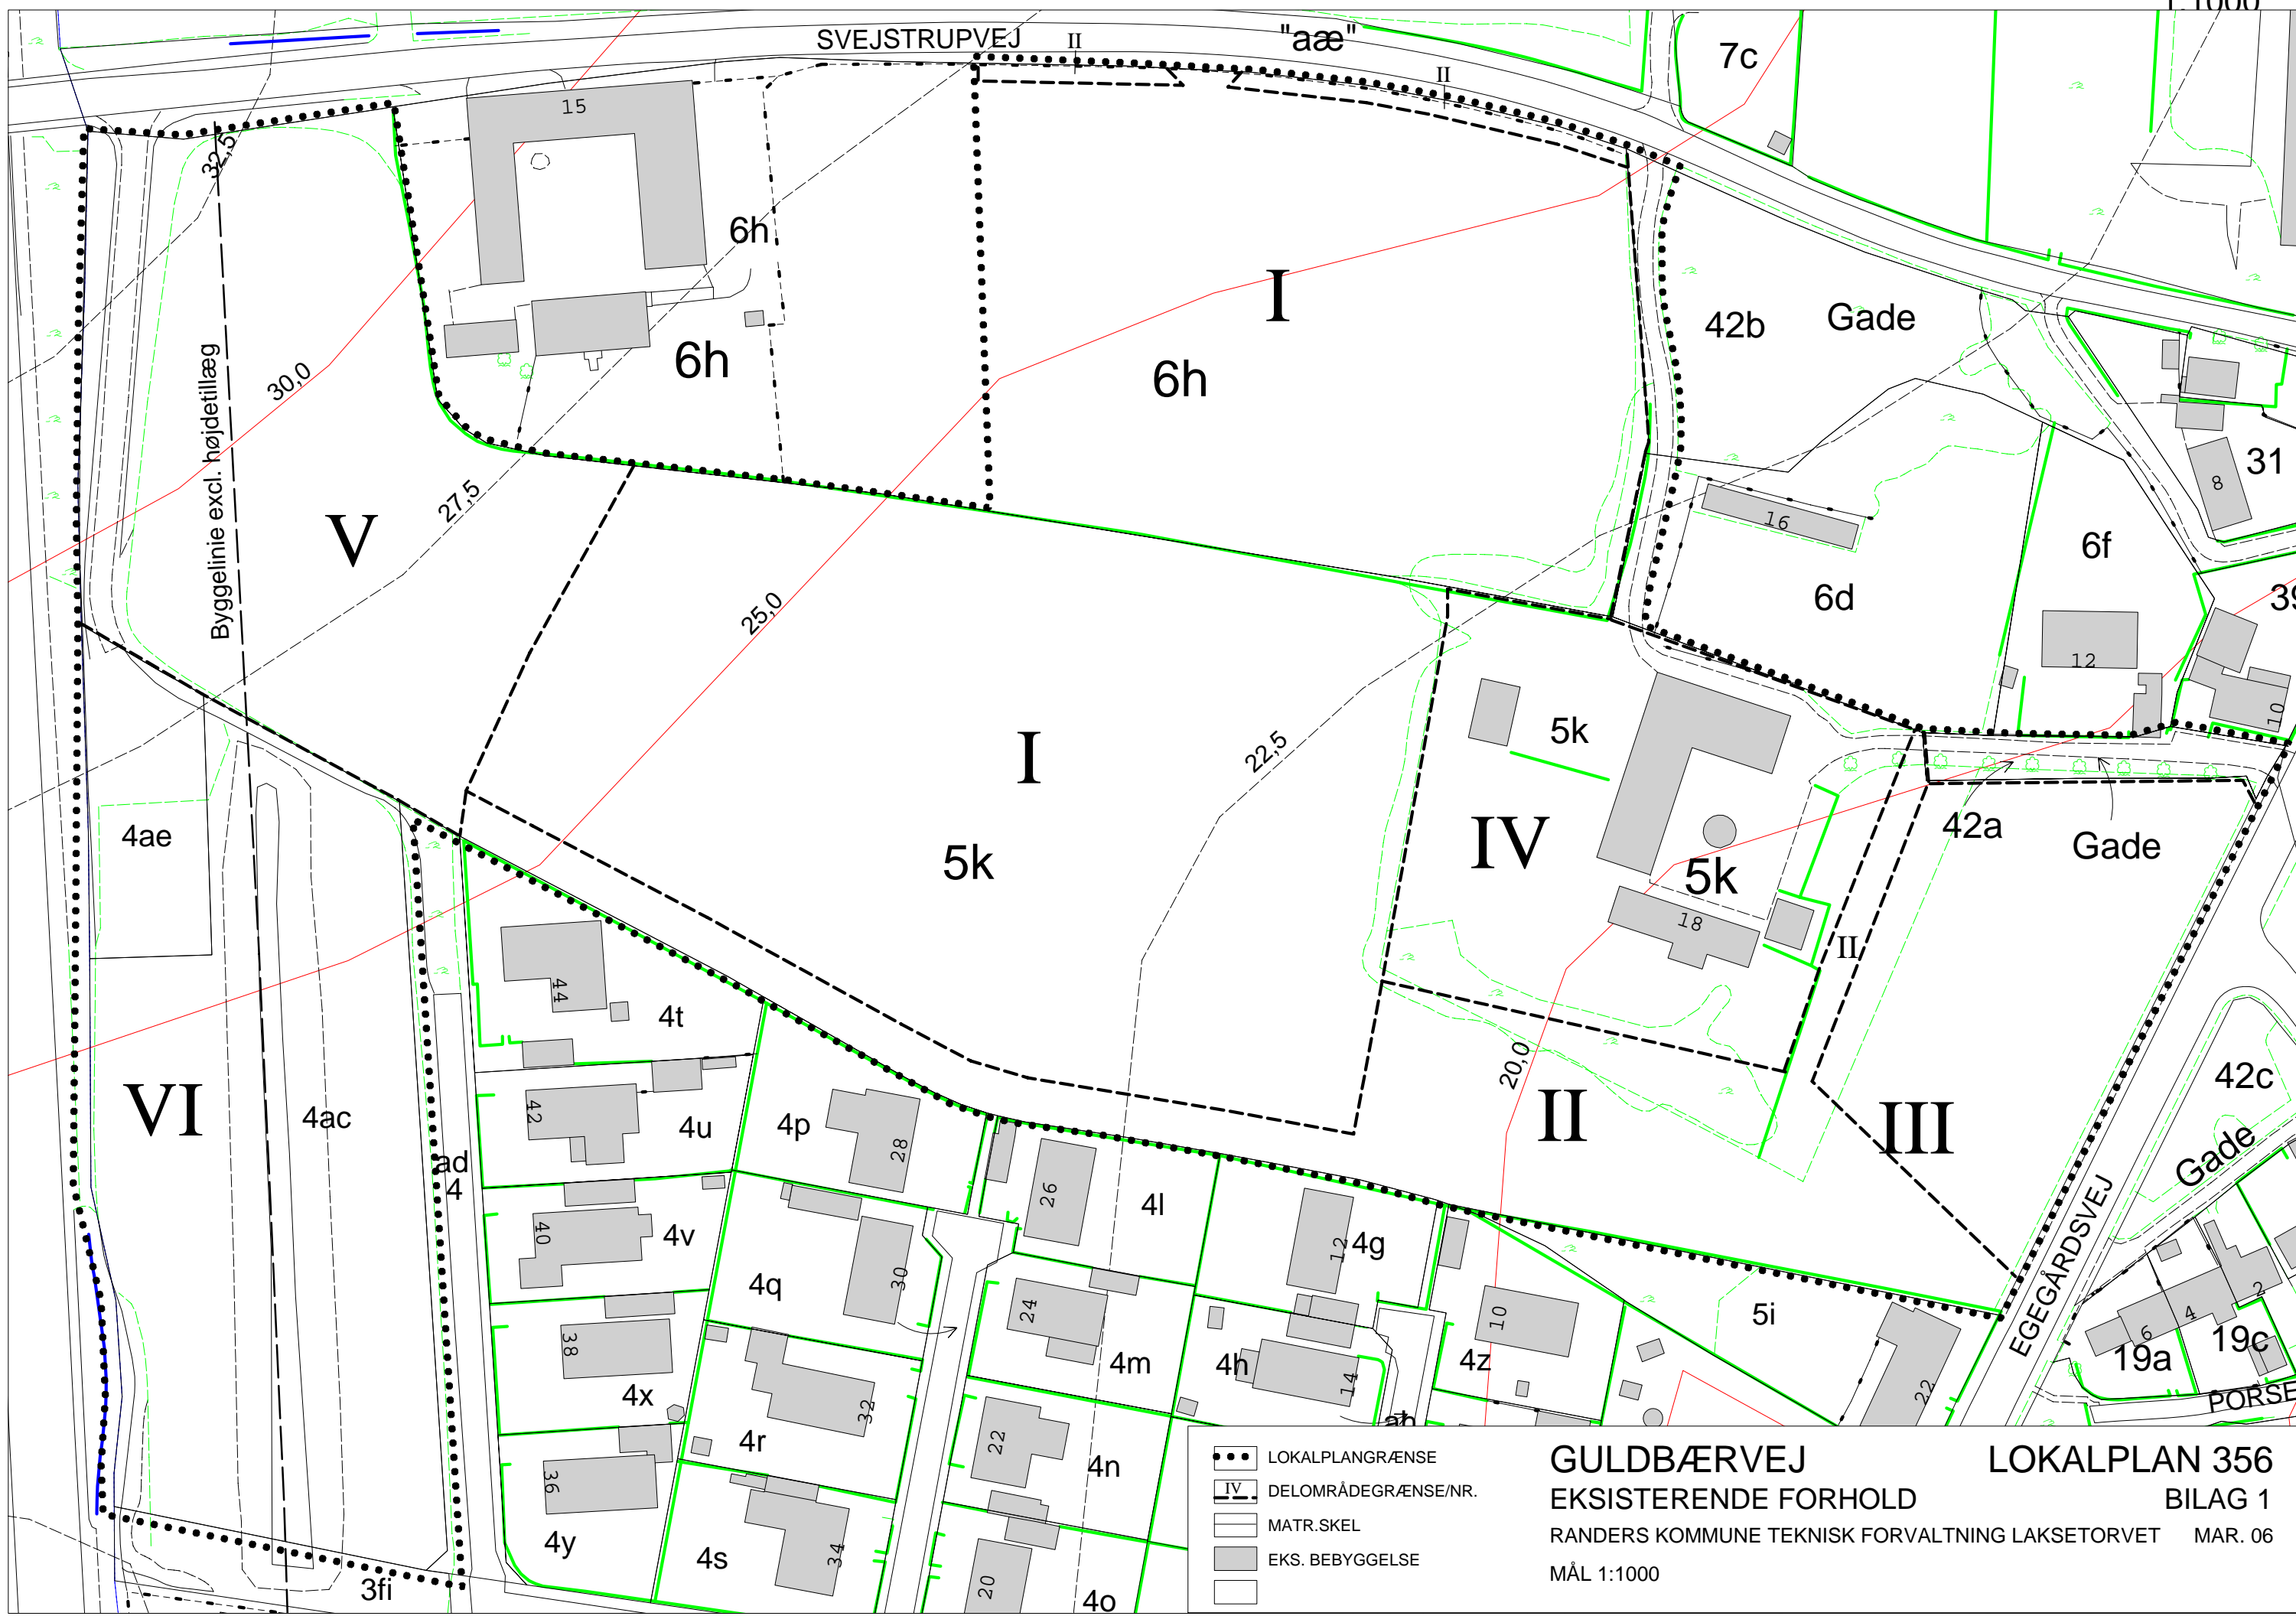 SVEJSTRUPVEJ
II
"aæ"
II
7c
15
32,5
6h
I
42b
Gade
Byggelinie excl. højdetillæg
30,0
6h
6h
31
8
27,5
V
16
6f
6d
25,0
12
10
I
22,5
5k
4ae
IV
42a
Gade
5k
5k
18
II
44
4t
20,0
VI
4ac
42
4u
4p
28
II
III
42c
Gade
ad
4
26
4l
40
4v
4g
12
EGEGÅRDSVEJ
4q
30
24
10
5i
2
4
6
19c
19a
38
4x
4m
4h
14
4z
22
32
4r
22
4n
36
4y
4s
34
20
4o
3fi
LOKALPLANGRÆNSE
IV DELOMRÅDEGRÆNSE/NR.
MATR.SKEL
EKS. BEBYGGELSE
GULDBÆRVEJ LOKALPLAN 356
EKSISTERENDE FORHOLD BILAG 1
RANDERS KOMMUNE TEKNISK FORVALTNING LAKSETORVET MAR. 06
MÅL 1:1000